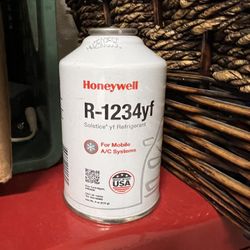 Honeywell
R-1234yf
Solstice® yf Refrigerant
For Mobile
A/C Systems
USA